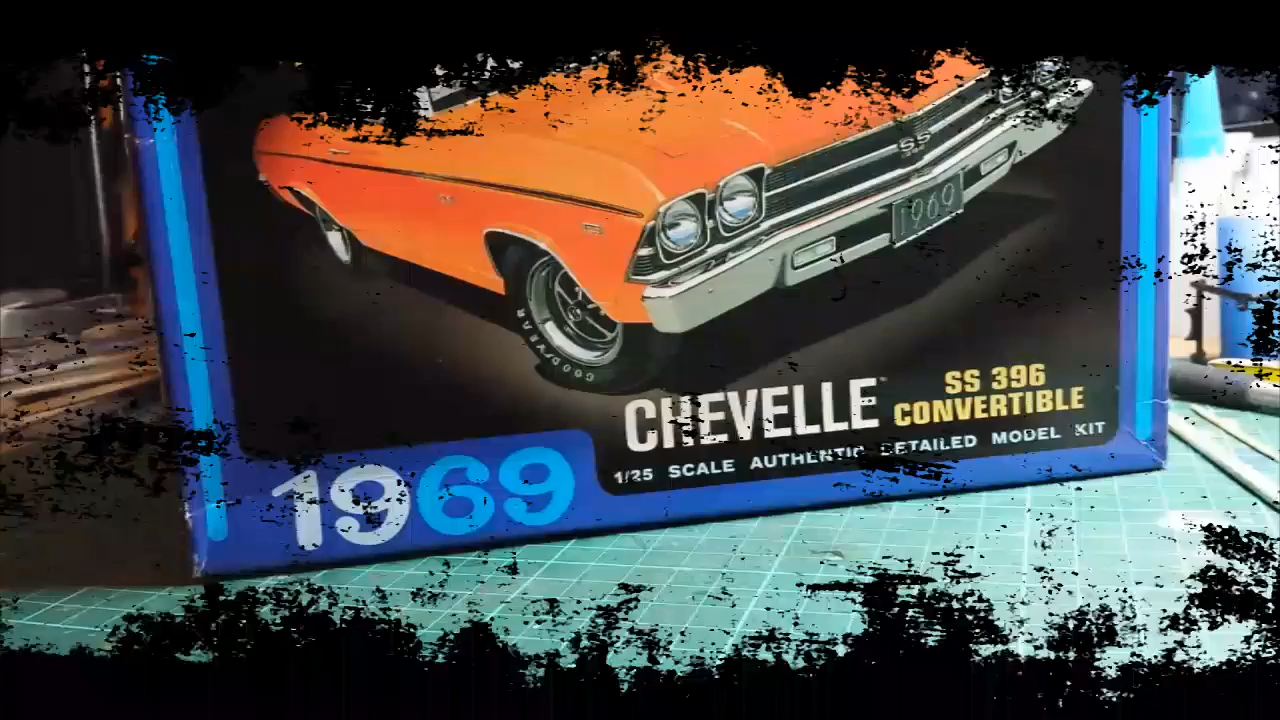 SS
1969
GOODYEAR
CHEVELLE
SS 396
CONVERTIBLE
1/25 SCALE AUTHENTIC DETAILED MODEL KIT
1969